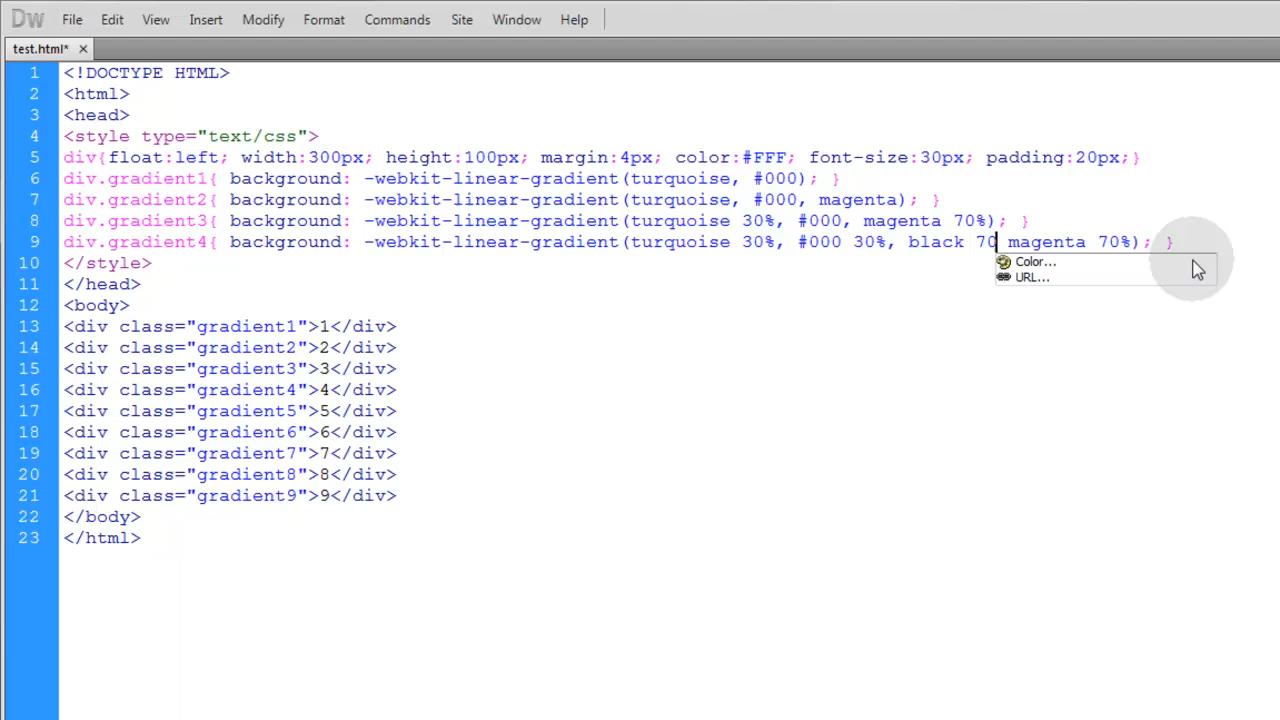 Dw File Edit View Insert Modify Format Commands Site Window Help
test.html* ×
1 <!DOCTYPE HTML>
2 <html>
3 <head>
4 <style type="text/css">
5 div{float:left; width:300px; height:100px; margin:4px; color:#FFF; font-size:30px; padding:20px;}
6 div.gradient1{ background: -webkit-linear-gradient(turquoise, #000); }
7 div.gradient2{ background: -webkit-linear-gradient(turquoise, #000, magenta); }
8 div.gradient3{ background: -webkit-linear-gradient(turquoise 30%, #000, magenta 70%); }
9 div.gradient4{ background: -webkit-linear-gradient(turquoise 30%, #000 30%, black 70 magenta 70%); }
Color...
URL...
10 </style>
11 </head>
12 <body>
13 <div class="gradient1">1</div>
14 <div class="gradient2">2</div>
15 <div class="gradient3">3</div>
16 <div class="gradient4">4</div>
17 <div class="gradient5">5</div>
18 <div class="gradient6">6</div>
19 <div class="gradient7">7</div>
20 <div class="gradient8">8</div>
21 <div class="gradient9">9</div>
22 </body>
23 </html>